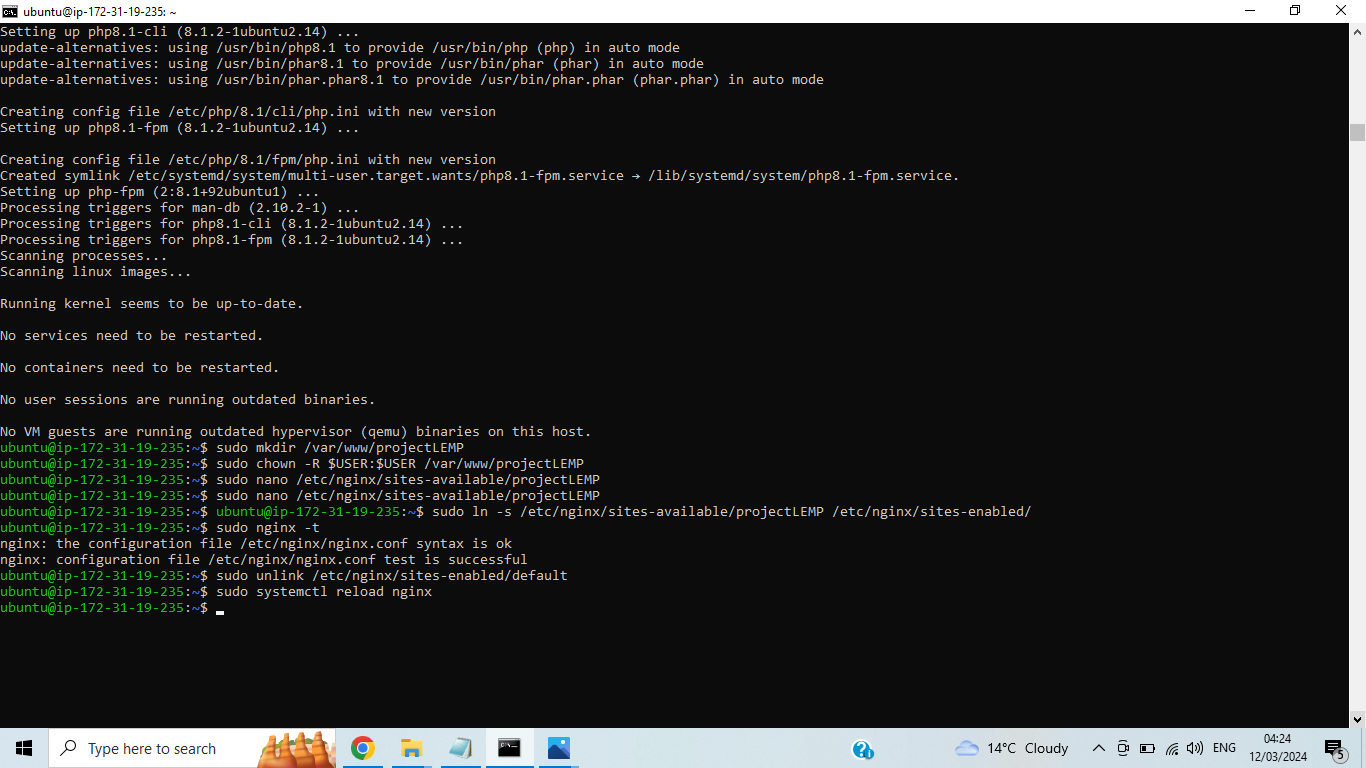 ubuntu@ip-172-31-19-235: ~
Setting up php8.1-cli (8.1.2-1ubuntu2.14) ...
update-alternatives: using /usr/bin/php8.1 to provide /usr/bin/php (php) in auto mode
update-alternatives: using /usr/bin/phar8.1 to provide /usr/bin/phar (phar) in auto mode
update-alternatives: using /usr/bin/phar.phar8.1 to provide /usr/bin/phar.phar (phar.phar) in auto mode
Creating config file /etc/php/8.1/cli/php.ini with new version
Setting up php8.1-fpm (8.1.2-1ubuntu2.14) ...
Creating config file /etc/php/8.1/fpm/php.ini with new version
Created symlink /etc/systemd/system/multi-user.target.wants/php8.1-fpm.service → /lib/systemd/system/php8.1-fpm.service.
Setting up php-fpm (2:8.1+92ubuntu1) ...
Processing triggers for man-db (2.10.2-1) ...
Processing triggers for php8.1-cli (8.1.2-1ubuntu2.14) ...
Processing triggers for php8.1-fpm (8.1.2-1ubuntu2.14) ...
Scanning processes...
Scanning linux images...
Running kernel seems to be up-to-date.
No services need to be restarted.
No containers need to be restarted.
No user sessions are running outdated binaries.
No VM guests are running outdated hypervisor (qemu) binaries on this host.
ubuntu@ip-172-31-19-235:~$ sudo mkdir /var/www/projectLEMP
ubuntu@ip-172-31-19-235:~$ sudo chown -R $USER:$USER /var/www/projectLEMP
ubuntu@ip-172-31-19-235:~$ sudo nano /etc/nginx/sites-available/projectLEMP
ubuntu@ip-172-31-19-235:~$ sudo nano /etc/nginx/sites-available/projectLEMP
ubuntu@ip-172-31-19-235:~$ ubuntu@ip-172-31-19-235:~$ sudo ln -s /etc/nginx/sites-available/projectLEMP /etc/nginx/sites-enabled/
ubuntu@ip-172-31-19-235:~$ sudo nginx -t
nginx: the configuration file /etc/nginx/nginx.conf syntax is ok
nginx: configuration file /etc/nginx/nginx.conf test is successful
ubuntu@ip-172-31-19-235:~$ sudo unlink /etc/nginx/sites-enabled/default
ubuntu@ip-172-31-19-235:~$ sudo systemctl reload nginx
ubuntu@ip-172-31-19-235:~$
Type here to search
14°C Cloudy
ENG
04:24
12/03/2024
5